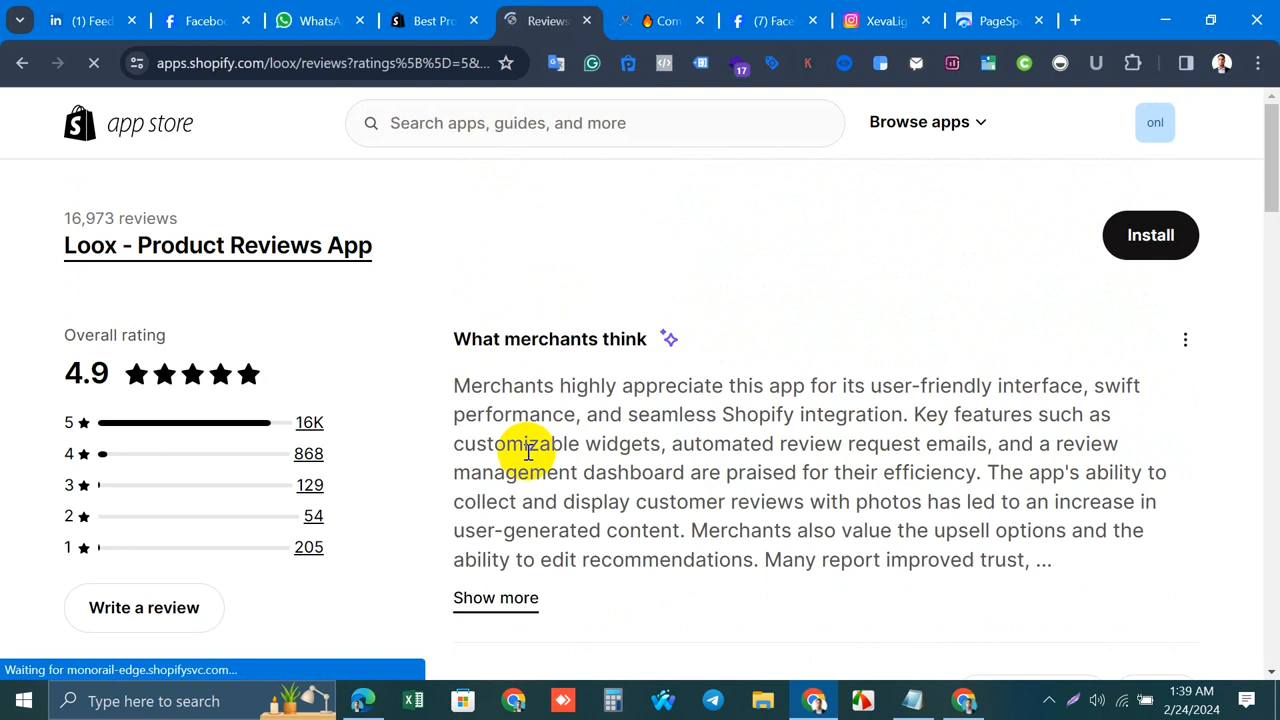 (1) Feed
Faceboo
WhatsA
Best Pro
Reviews
Com
(7) Face
XevaLig
PageSpe
apps.shopify.com/loox/reviews?ratings%5B%5D=5&...
17
app store
Search apps, guides, and more
Browse apps
onl
16,973 reviews
Loox - Product Reviews App
Install
Overall rating
4.9
5 16K
4 868
3 129
2 54
1 205
Write a review
What merchants think
Merchants highly appreciate this app for its user-friendly interface, swift
performance, and seamless Shopify integration. Key features such as
customizable widgets, automated review request emails, and a review
management dashboard are praised for their efficiency. The app's ability to
collect and display customer reviews with photos has led to an increase in
user-generated content. Merchants also value the upsell options and the
ability to edit recommendations. Many report improved trust, ...
Show more
Waiting for monorail-edge.shopifysvc.com...
Type here to search
1:39 AM
2/24/2024